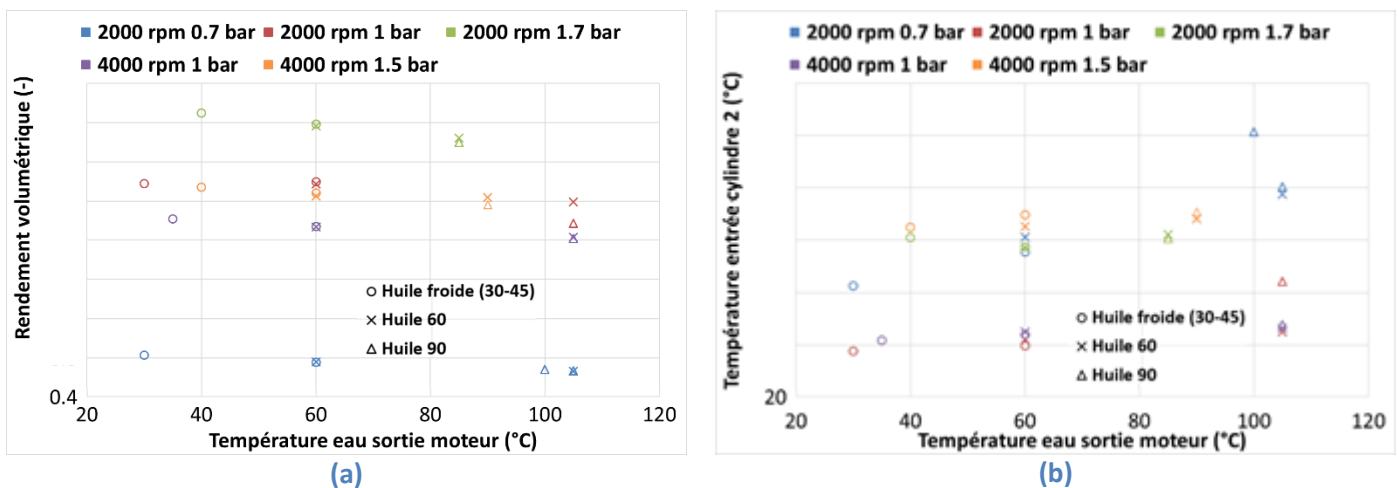 2000 rpm 0.7 bar 2000 rpm 1 bar 2000 rpm 1.7 bar
4000 rpm 1 bar 4000 rpm 1.5 bar
Rendement volumétrique (-)
Huile froide (30-45)
Huile 60
Huile 90
0.4
20 40 60 80 100 120
Température eau sortie moteur (°C)
(a)
2000 rpm 0.7 bar 2000 rpm 1 bar 2000 rpm 1.7 bar
4000 rpm 1 bar 4000 rpm 1.5 bar
Température entrée cylindre 2 (°C)
Huile froide (30-45)
Huile 60
Huile 90
20
20 40 60 80 100 120
Température eau sortie moteur (°C)
(b)